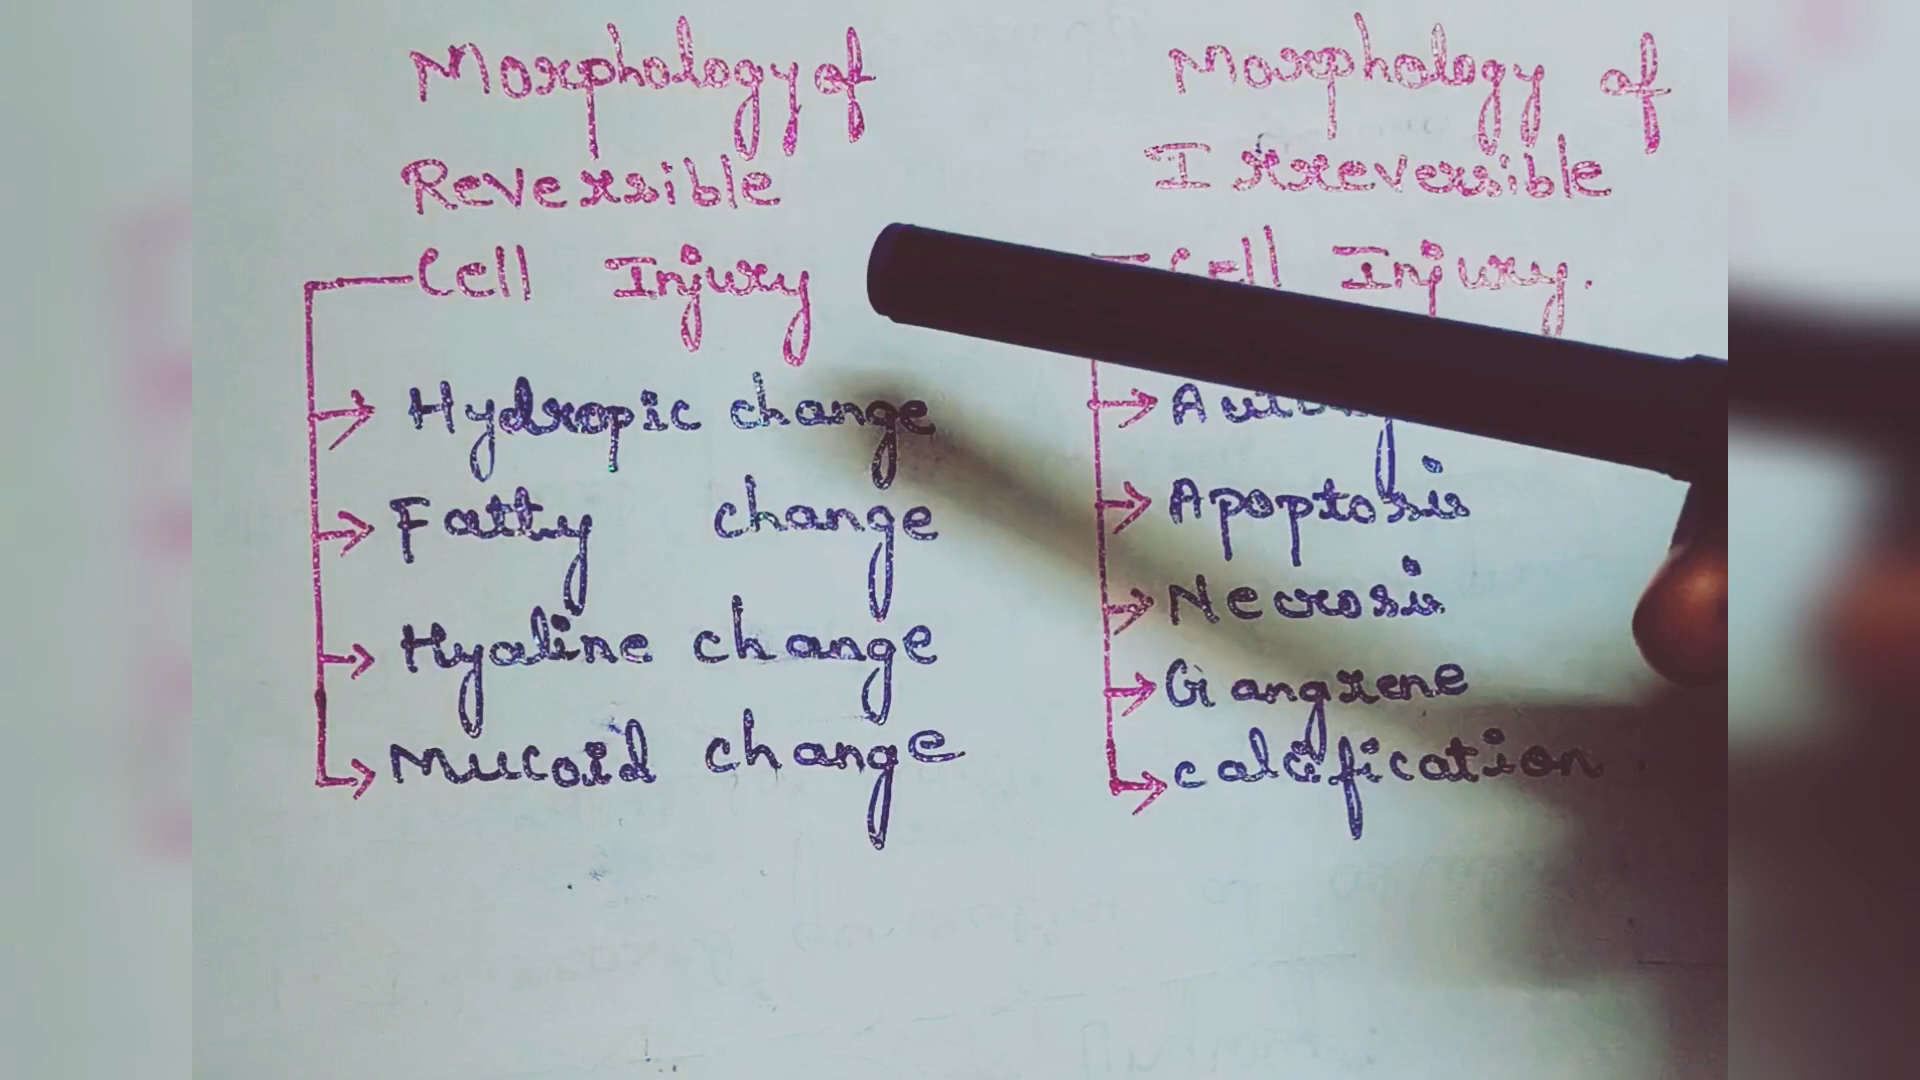 Morphology of
Reversible
Cell Injury
Hydropic change
Fatty change
Hyaline change
Mucoid change
Morphology of
Irreversible
Cell Injury.
Apoptosis
Necrosis
Gangrene
calcification